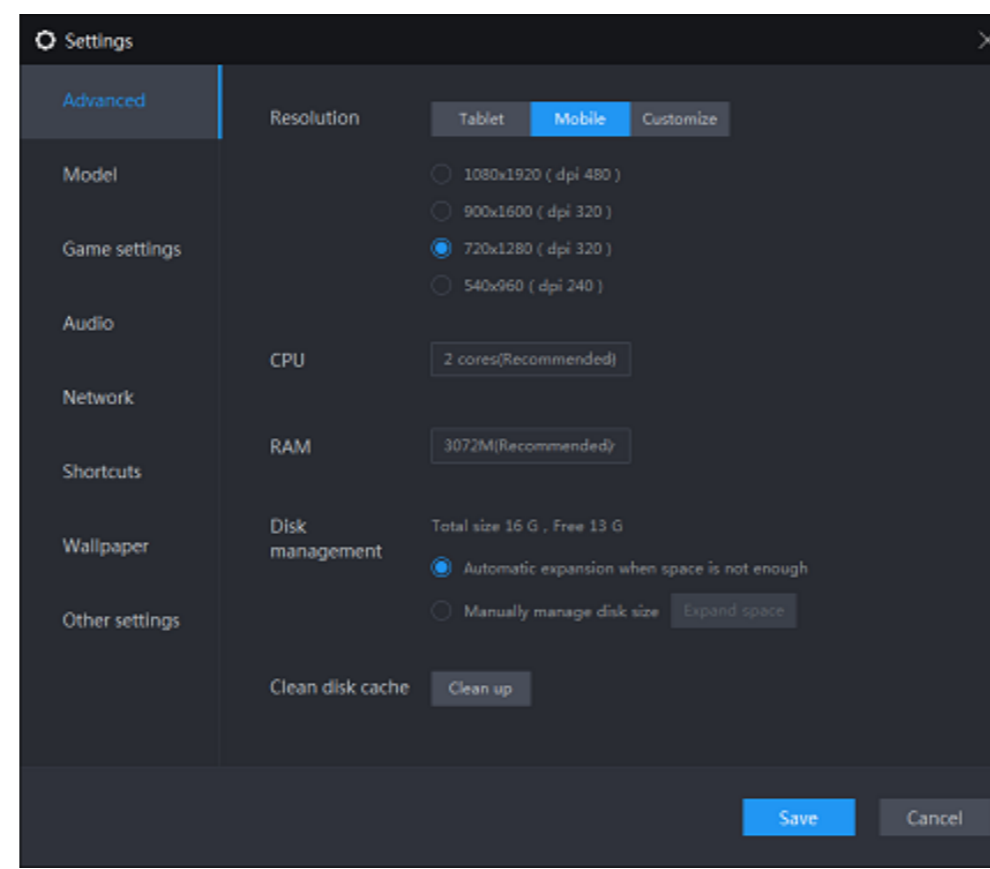 Settings
Advanced
Model
Game settings
Audio
Network
Shortcuts
Wallpaper
Other settings
Resolution
Tablet Mobile Customize
1080x1920 ( dpi 480 )
900x1600 ( dpi 320 )
720x1280 ( dpi 320 )
540x960 ( dpi 240 )
CPU
2 cores(Recommended)
RAM
3072M(Recommended)
Disk
management
Total size 16 G , Free 13 G
Automatic expansion when space is not enough
Manually manage disk size Expand space
Clean disk cache Clean up
Save Cancel